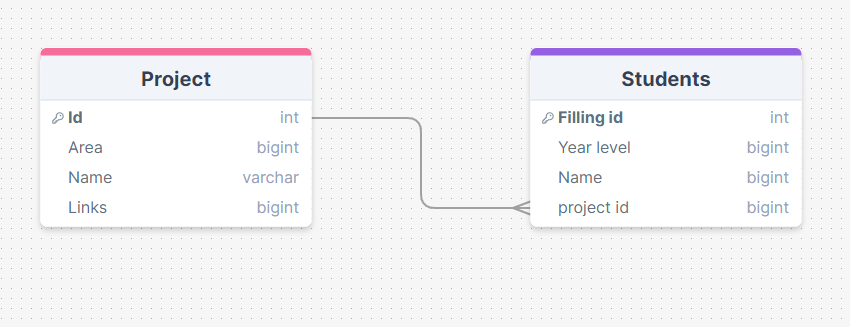 Project
Id int
Area bigint
Name varchar
Links bigint
Students
Filling id int
Year level bigint
Name bigint
project id bigint